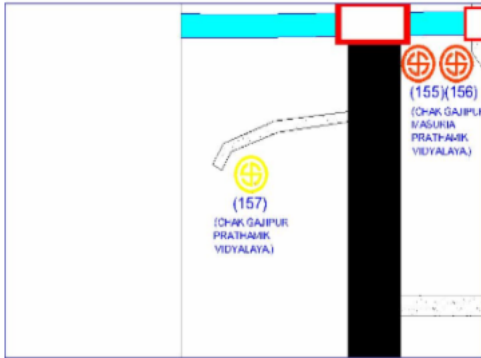 (155)(156)
(CHAK GAJIPUR
MASURIA
PRATHAMIK
VIDYALAYA.)
(157)
(CHAK GAJIPUR
PRATHAMIK
VIDYALAYA.)